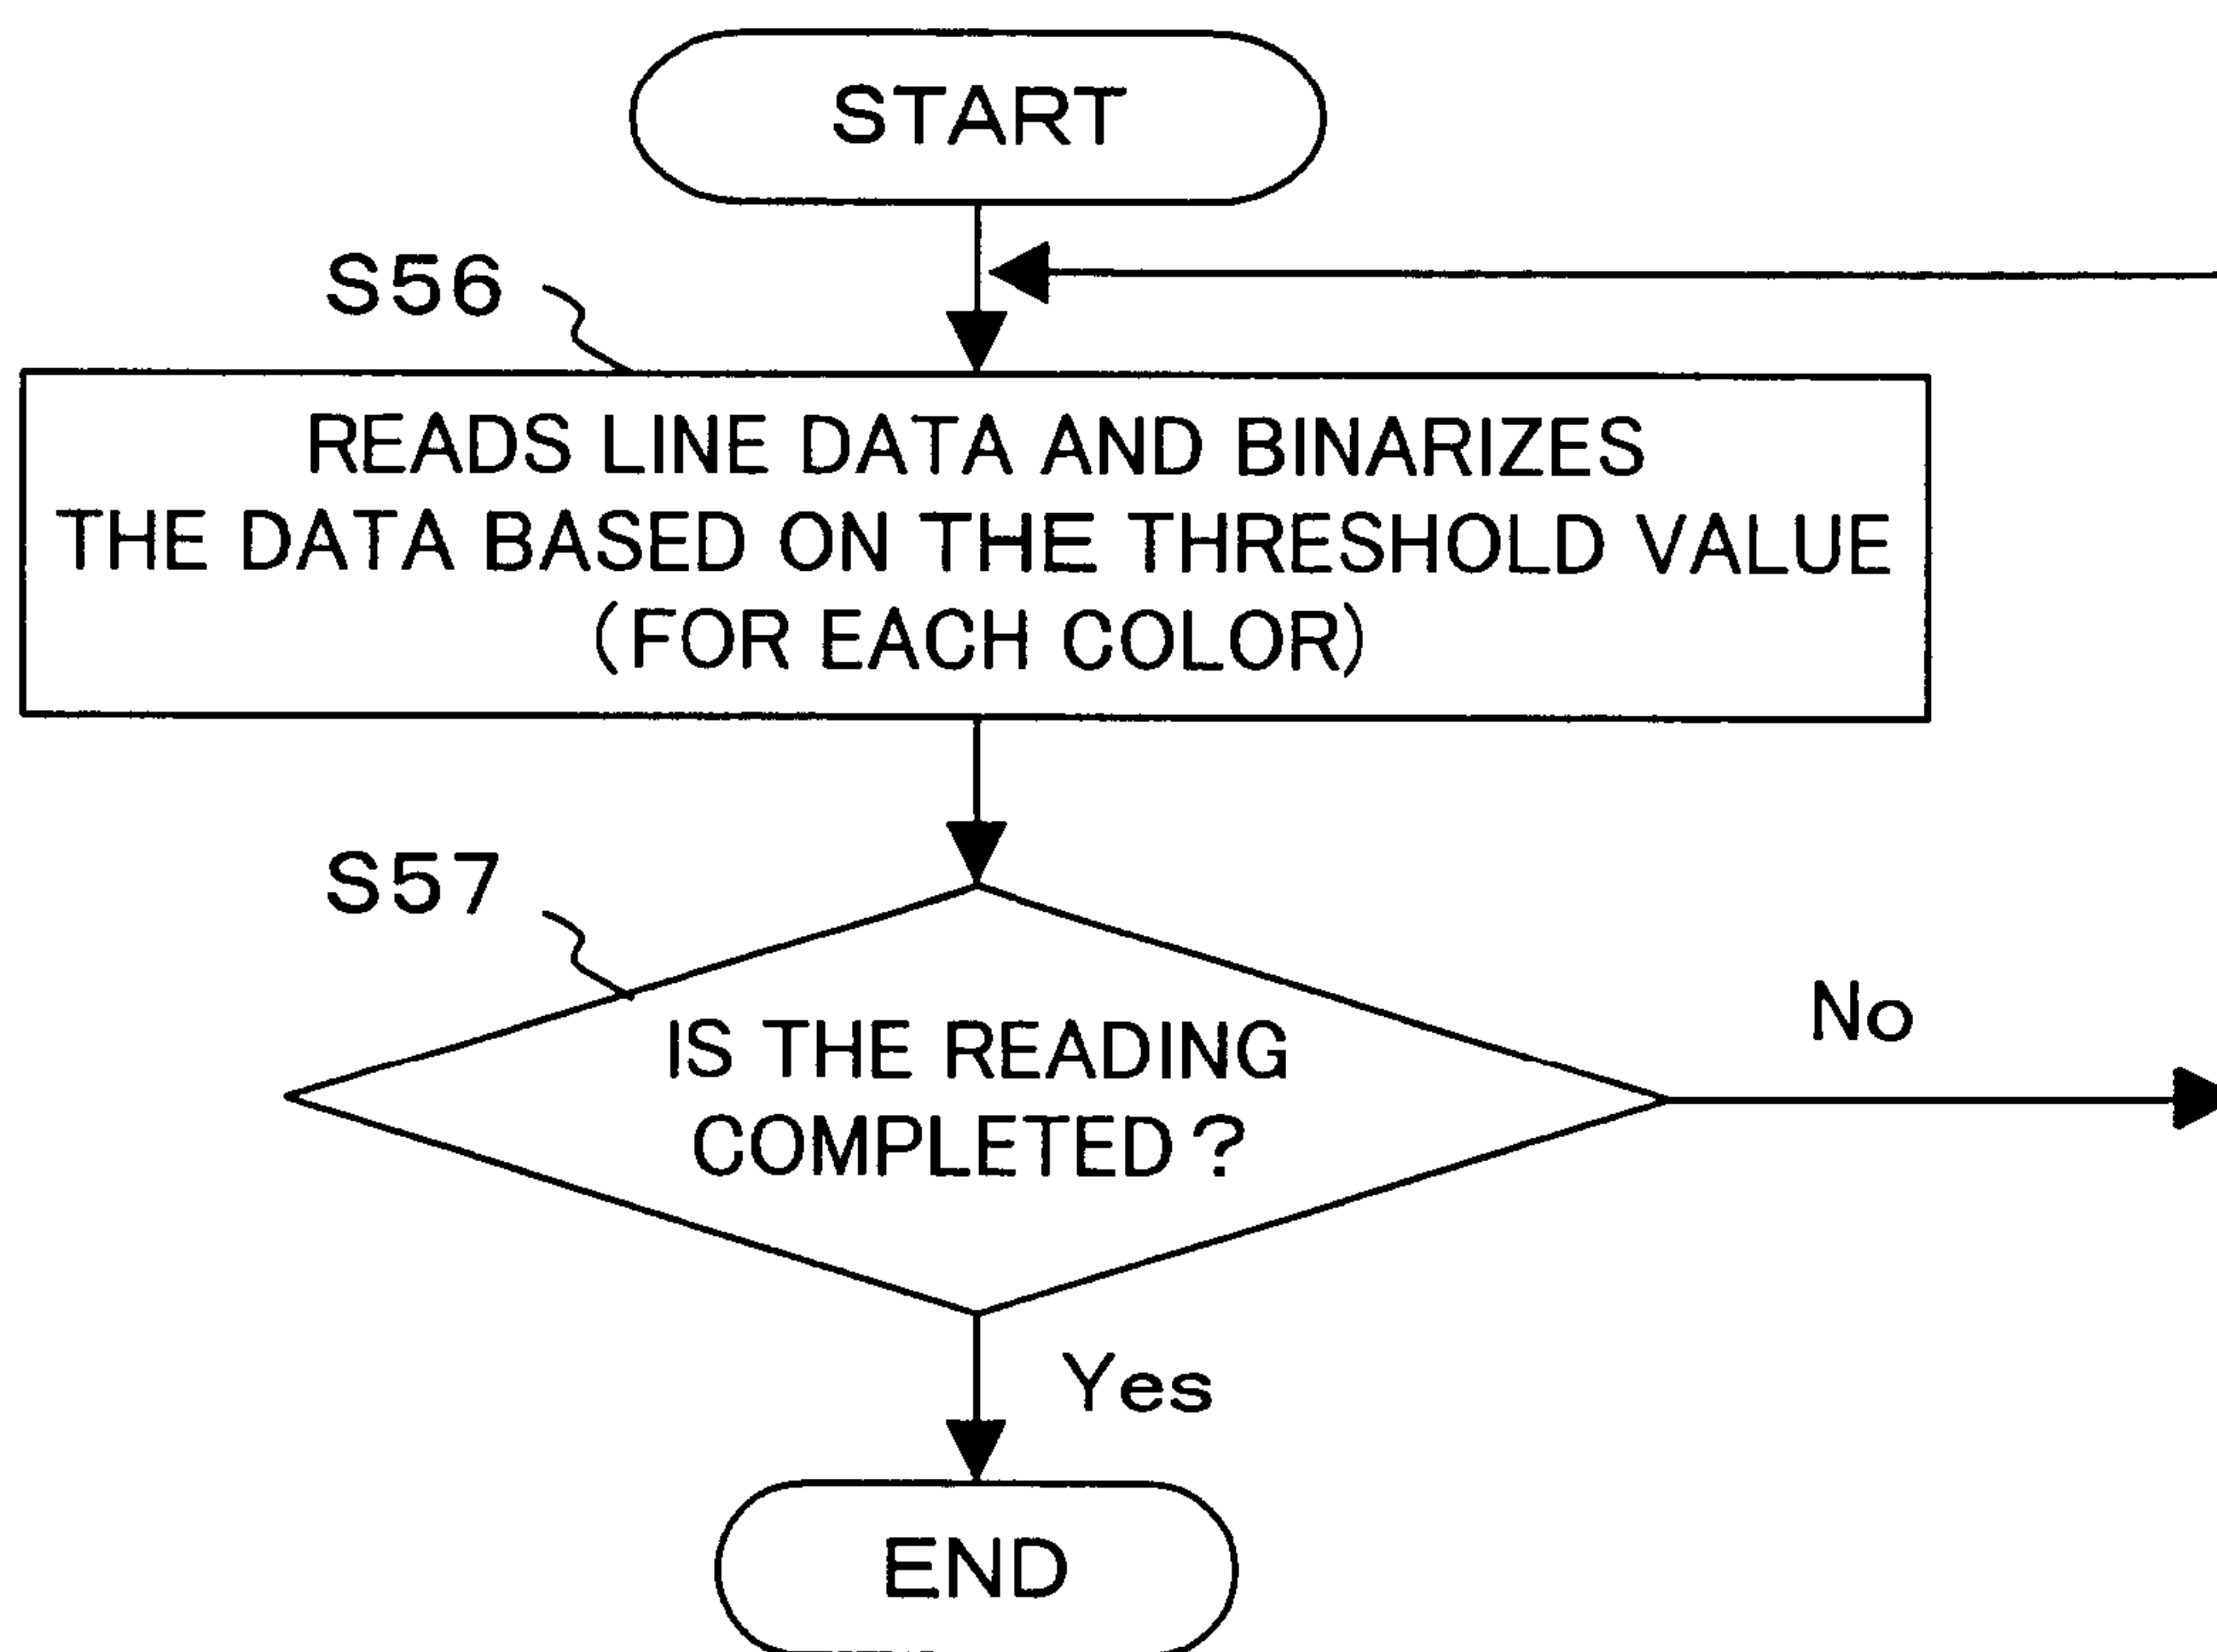 START
S56
READS LINE DATA AND BINARIZES
THE DATA BASED ON THE THRESHOLD VALUE
(FOR EACH COLOR)
S57
IS THE READING
COMPLETED?
No
Yes
END